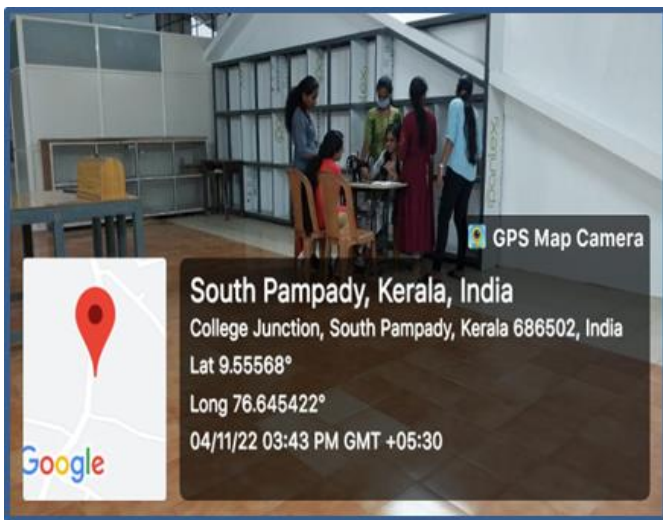 GPS Map Camera
South Pampady, Kerala, India
College Junction, South Pampady, Kerala 686502, India
Lat 9.55568°
Long 76.645422°
04/11/22 03:43 PM GMT +05:30
Google